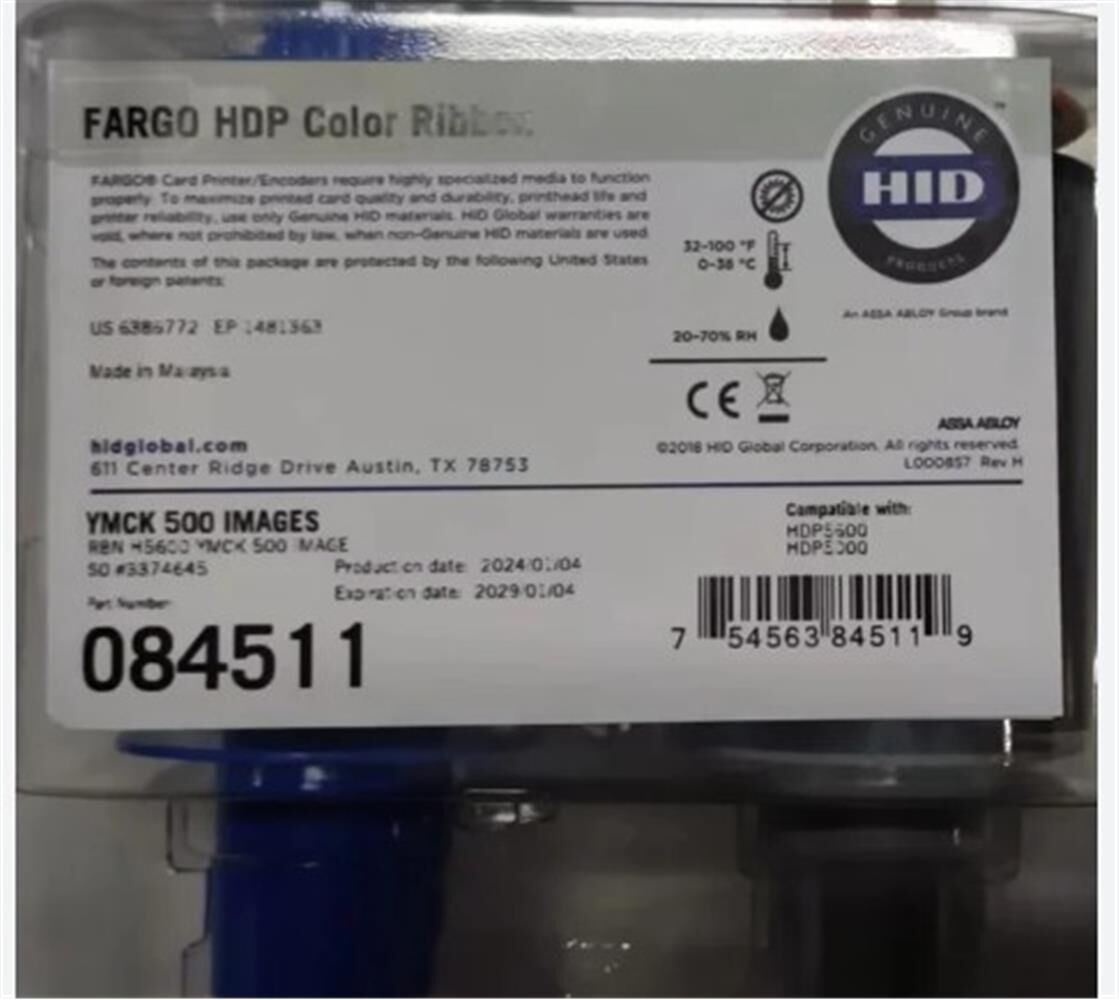 FARGO HDP Color Ribbon
GENUINE
HID
PRODUCTS
™
An ASSA ABLOY Group brand
FARGO® Card Printer/Encoders require highly specialized media to function
properly. To maximize printed card quality and durability, printhead life and
printer reliability, use only Genuine HID materials. HID Global warranties are
void, where not prohibited by law, when non-Genuine HID materials are used.
The contents of this package are protected by the following United States
or foreign patents:
US 6386772 EP 1481363
Made in Malaysia
32-100 °F
0-38 °C
20-70% RH
CE
hidglobal.com
611 Center Ridge Drive Austin, TX 78753
ASSA ABLOY
©2018 HID Global Corporation. All rights reserved.
L000857 Rev H
YMCK 500 IMAGES
RBN H5600 YMCK 500 IMAGE
SO #3374645
Production date: 2024/01/04
Expiration date: 2029/01/04
Part Number:
084511
Compatible with:
HDP5600
HDP5000
7 54563 84511 9